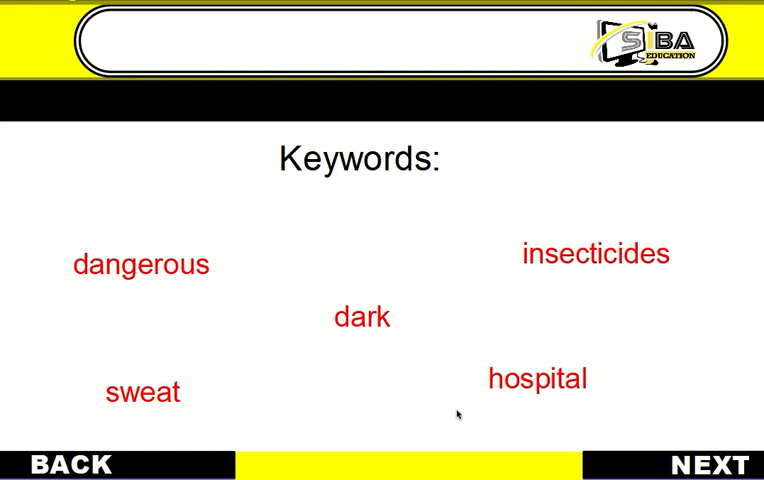 SiBA
EDUCATION
Keywords:
dangerous
insecticides
dark
sweat
hospital
BACK
NEXT